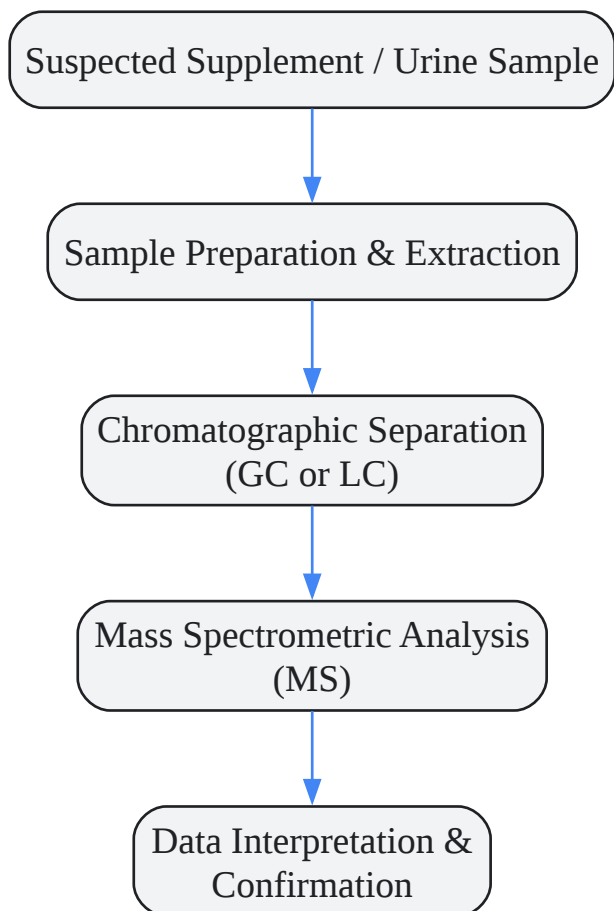 Suspected Supplement / Urine Sample
Sample Preparation & Extraction
Chromatographic Separation
(GC or LC)
Mass Spectrometric Analysis
(MS)
Data Interpretation &
Confirmation